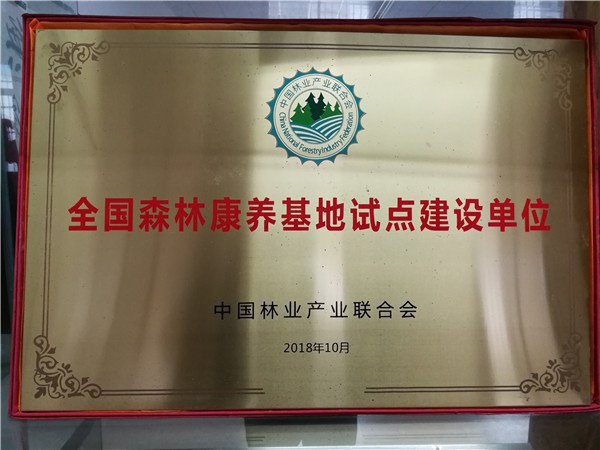 中国林业产业联合会
China National Forestry Industry Federation
全国森林康养基地试点建设单位
中国林业产业联合会
2018年10月